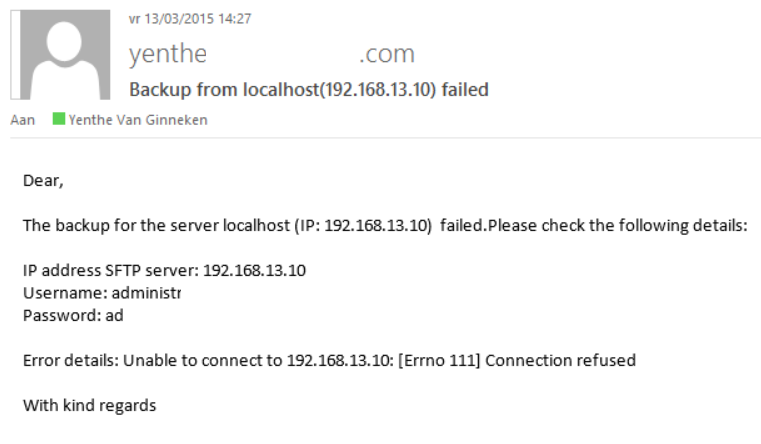 vr 13/03/2015 14:27
yenthe .com
Backup from localhost(192.168.13.10) failed
Aan Yenthe Van Ginneken
Dear,
The backup for the server localhost (IP: 192.168.13.10) failed.Please check the following details:
IP address SFTP server: 192.168.13.10
Username: administr
Password: ad
Error details: Unable to connect to 192.168.13.10: [Errno 111] Connection refused
With kind regards